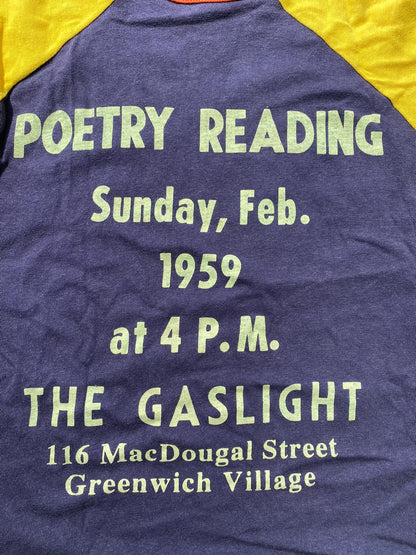 POETRY READING
Sunday, Feb.
1959
at 4 P.M.
THE GASLIGHT
116 MacDougal Street
Greenwich Village